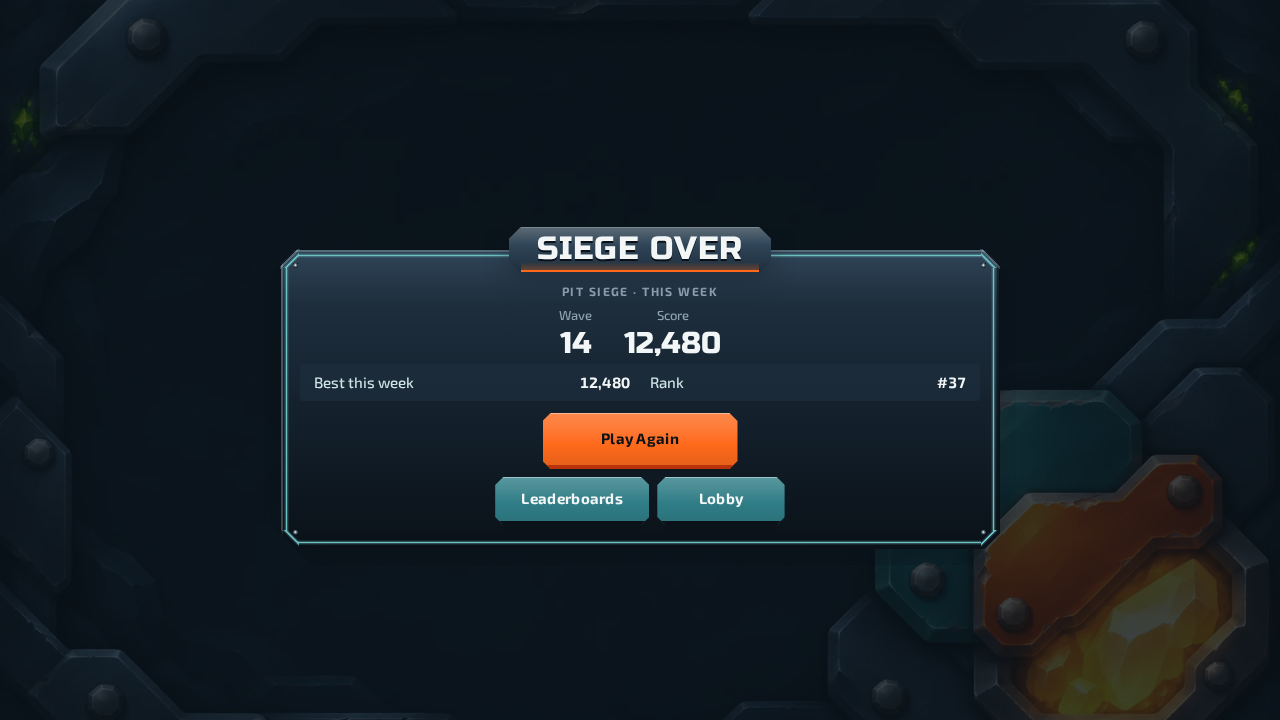 SIEGE OVER
PIT SIEGE · THIS WEEK
Wave Score
14 12,480
Best this week 12,480 Rank #37
Play Again
Leaderboards Lobby